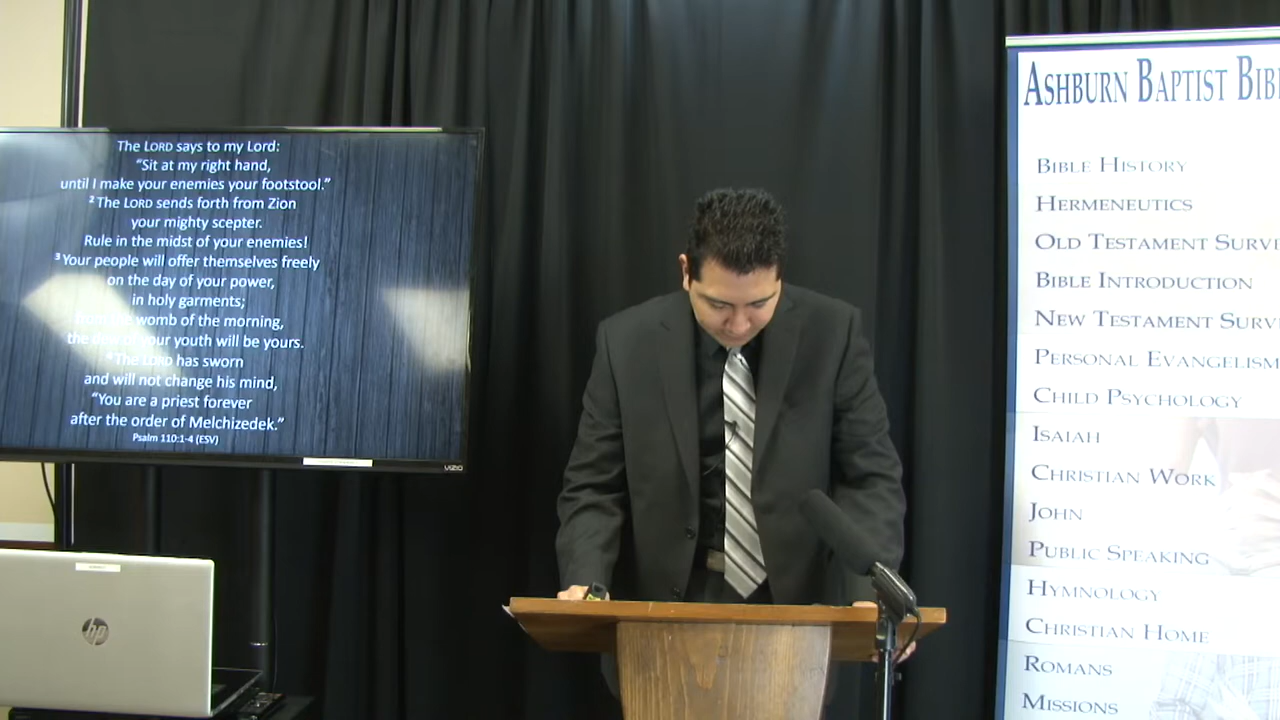 The LORD says to my Lord:
"Sit at my right hand,
until I make your enemies your footstool."
2 The LORD sends forth from Zion
your mighty scepter.
Rule in the midst of your enemies!
3 Your people will offer themselves freely
on the day of your power,
in holy garments;
womb of the morning,
the your youth will be yours.
4 The LORD has sworn
and will not change his mind,
"You are a priest forever
after the order of Melchizedek."
Psalm 110:1-4 (ESV)
VIZIO
hp
ASHBURN BAPTIST BIB
BIBLE HISTORY
HERMENEUTICS
OLD TESTAMENT SURV
BIBLE INTRODUCTION
NEW TESTAMENT SURV
PERSONAL EVANGELISM
CHILD PSYCHOLOGY
ISAIAH
CHRISTIAN WORK
JOHN
PUBLIC SPEAKING
HYMNOLOGY
CHRISTIAN HOME
ROMANS
MISSIONS